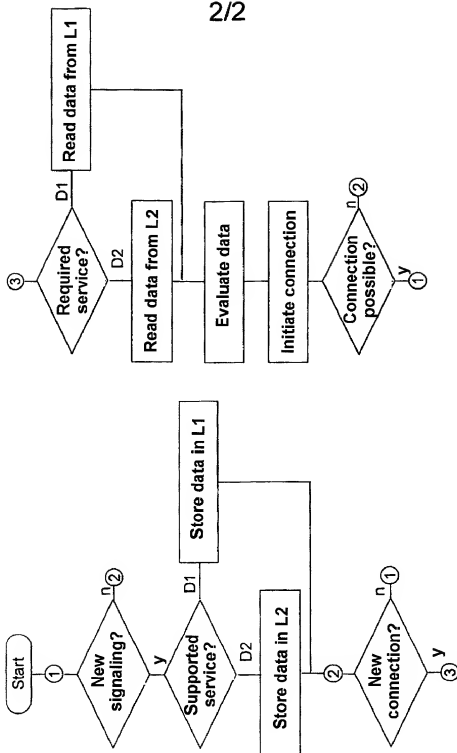 2/2
Start
1
New
signaling?
n
2
y
Supported
service?
D1
Store data in L1
D2
Store data in L2
2
New
connection?
n
1
y
3
3
Required
service?
D1
Read data from L1
D2
Read data from L2
Evaluate data
Initiate connection
Connection
possible?
n
2
y
1